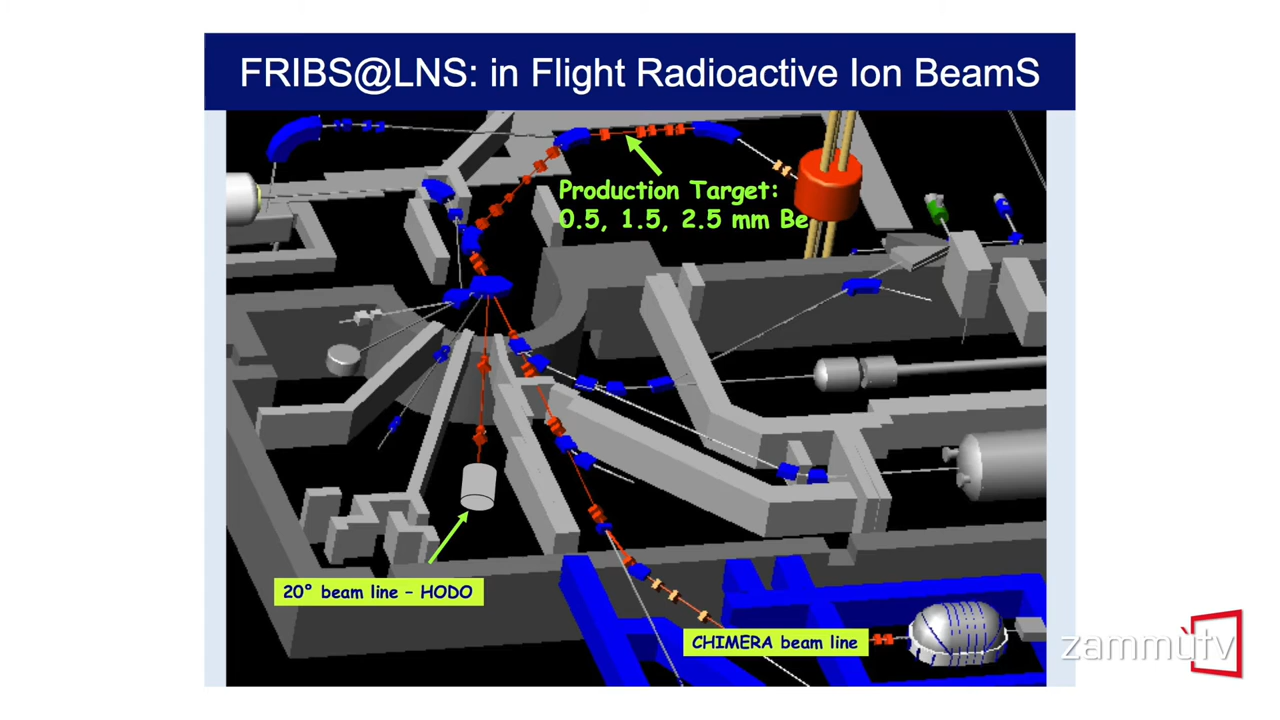 FRIBS@LNS: in Flight Radioactive Ion BeamS
Production Target:
0.5, 1.5, 2.5 mm Be
20° beam line – HODO
CHIMERA beam line
zammùtv